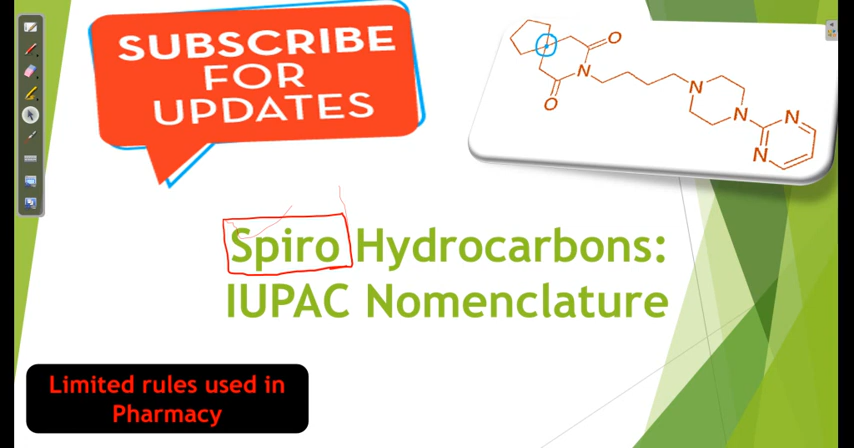 SUBSCRIBE
FOR
UPDATES
O
N
O
N
N
N
N
Spiro Hydrocarbons:
IUPAC Nomenclature
Limited rules used in
Pharmacy